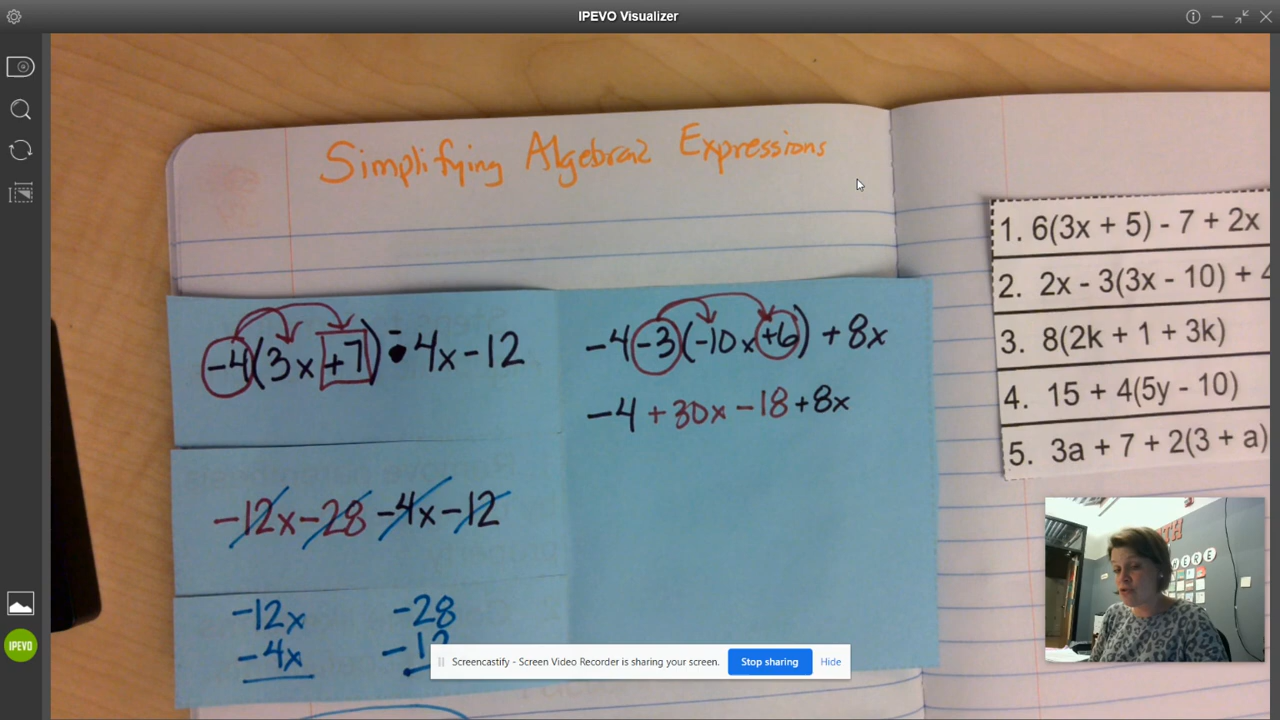 IPEVO Visualizer
Simplifying Algebraic Expressions
-4(3x+7)-4x-12
-12x-28-4x-12
-12x -28
-4x -12
-4-3(-10x+6)+8x
-4+30x-18+8x
1. 6(3x + 5) - 7 + 2x
2. 2x - 3(3x - 10) + 4
3. 8(2k + 1 + 3k)
4. 15 + 4(5y - 10)
5. 3a + 7 + 2(3 + a)
HERE
IPEVO
Screencastify - Screen Video Recorder is sharing your screen. Stop sharing Hide